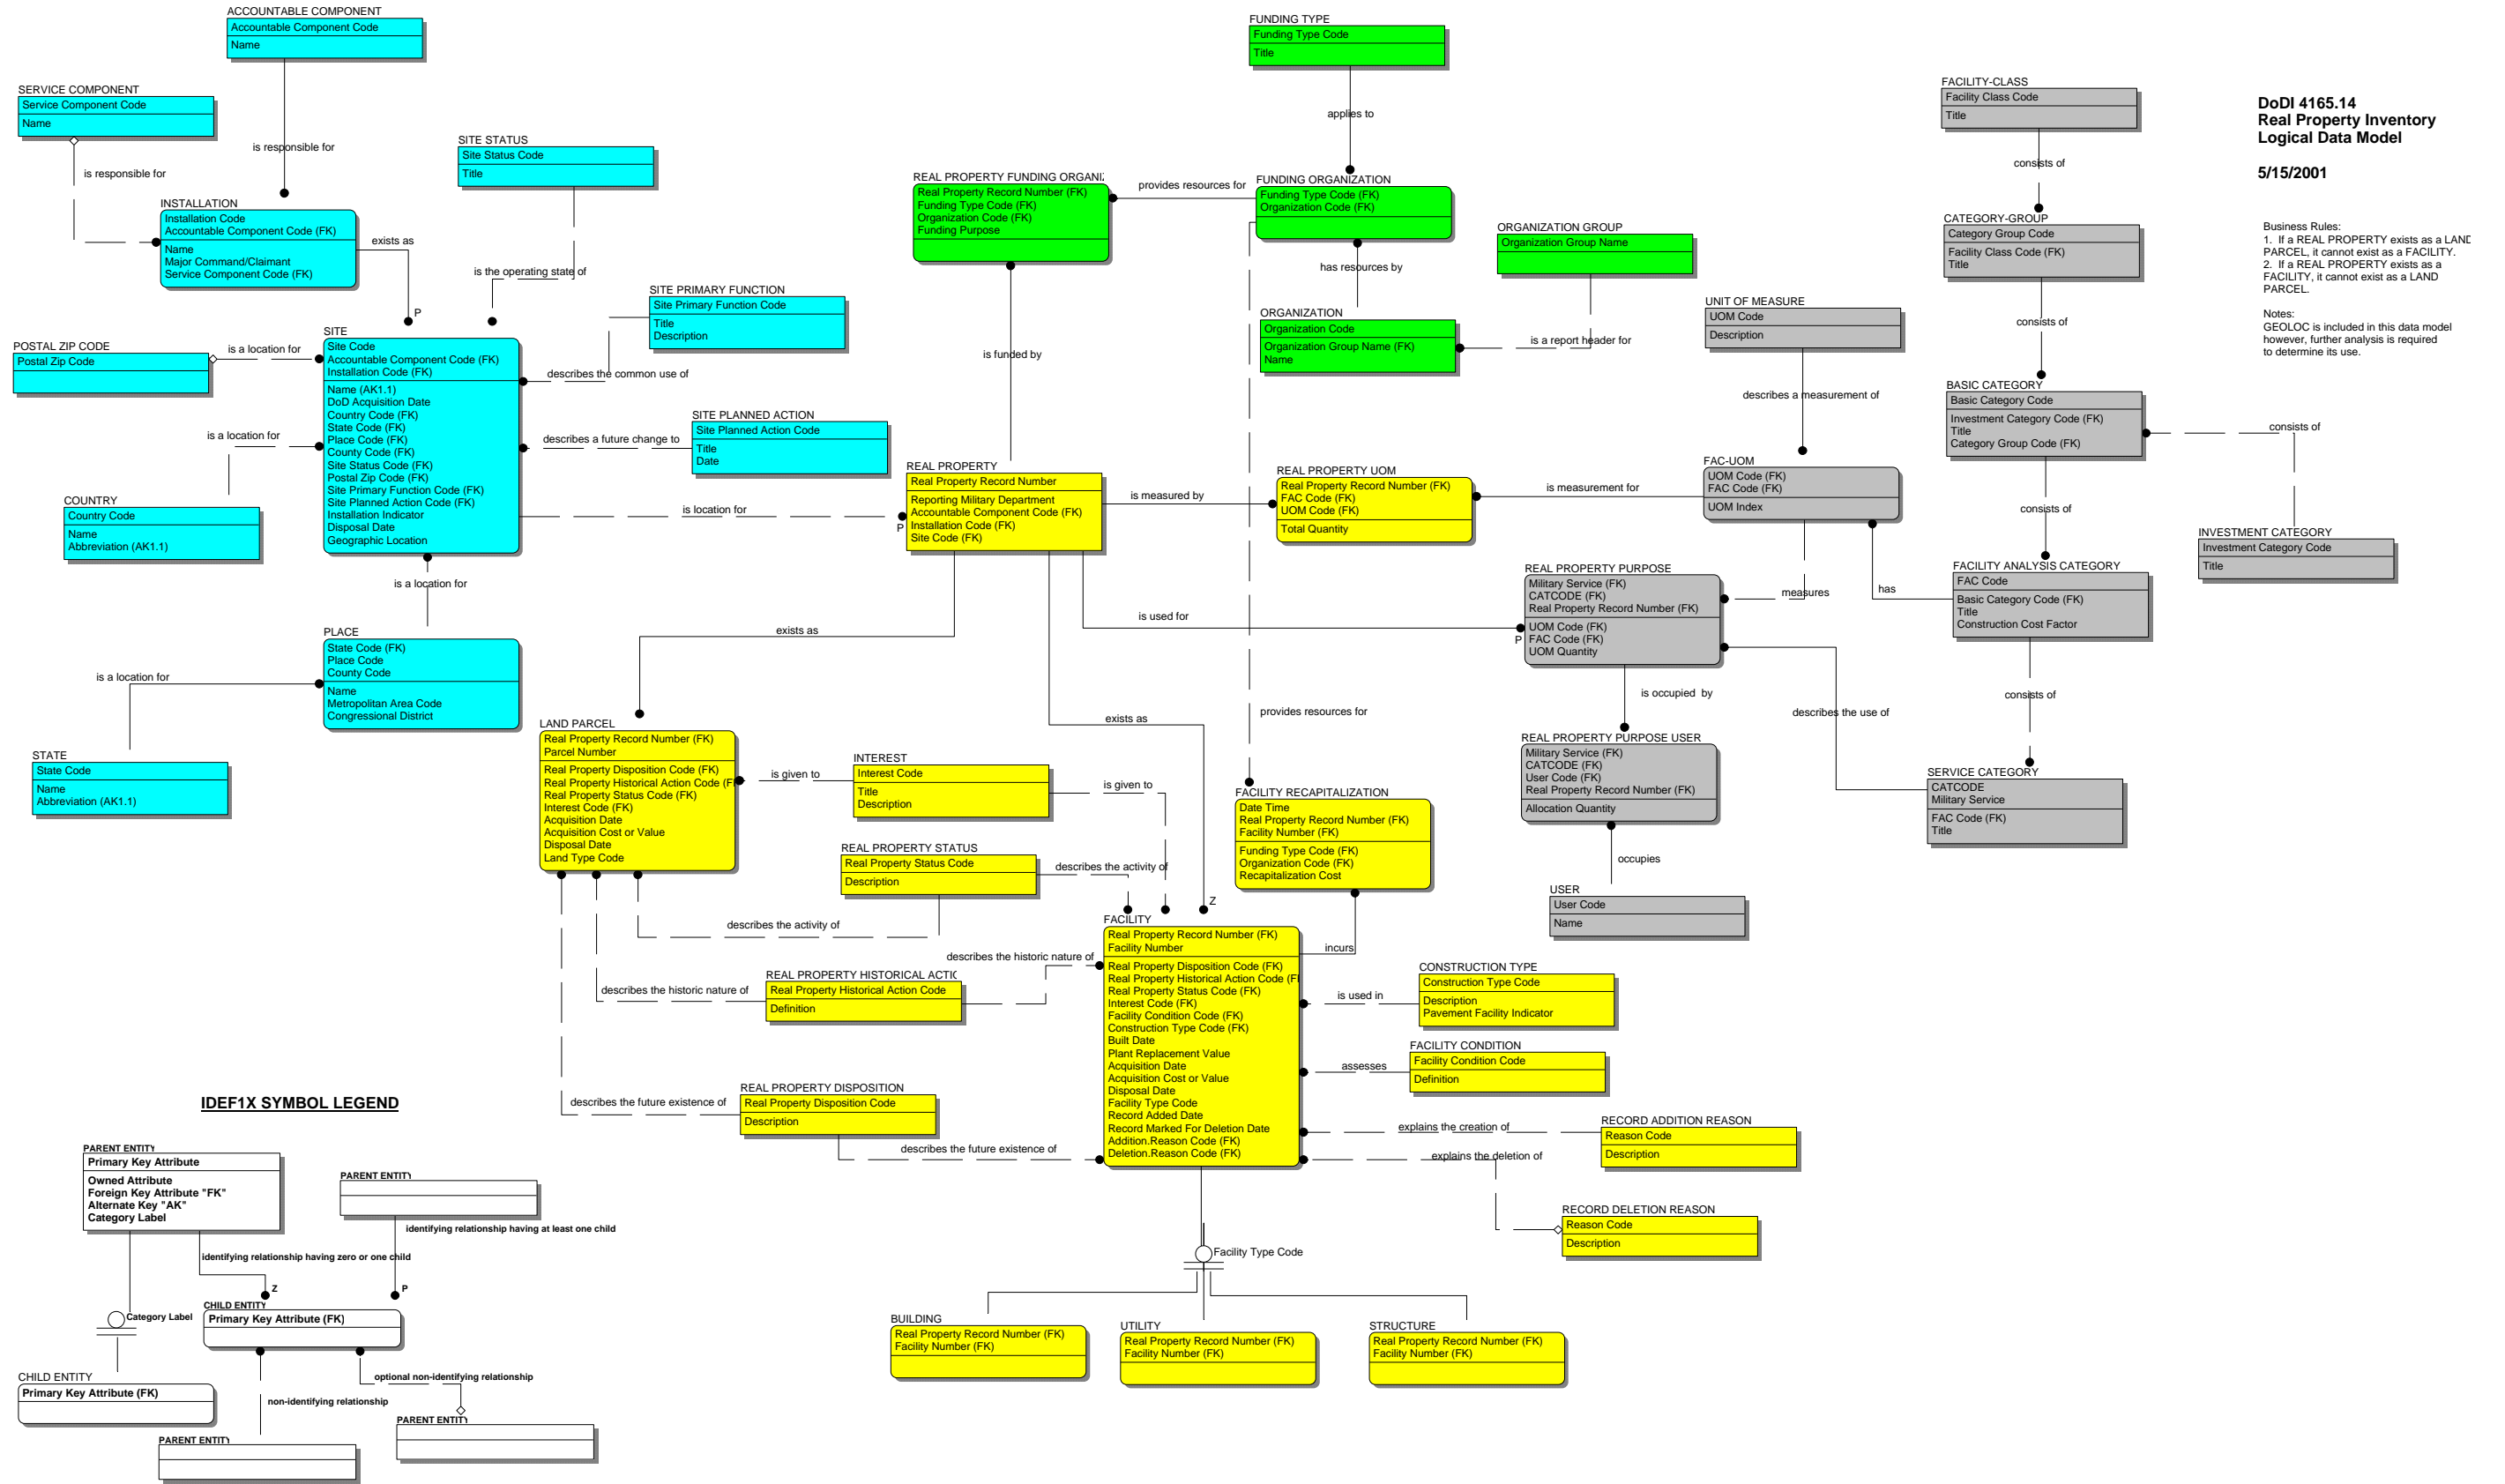 ACCOUNTABLE COMPONENT
Accountable Component Code
Name
SERVICE COMPONENT
Service Component Code
Name
is responsible for
is responsible for
SITE STATUS
Site Status Code
Title
INSTALLATION
Installation Code
Accountable Component Code (FK)
Name
Major Command/Claimant
Service Component Code (FK)
exists as
P
is the operating state of
SITE PRIMARY FUNCTION
Site Primary Function Code
Title
Description
describes the common use of
POSTAL ZIP CODE
Postal Zip Code
is a location for
SITE
Site Code
Accountable Component Code (FK)
Installation Code (FK)
Name (AK1.1)
DoD Acquisition Date
Country Code (FK)
State Code (FK)
Place Code (FK)
County Code (FK)
Site Status Code (FK)
Postal Zip Code (FK)
Site Primary Function Code (FK)
Site Planned Action Code (FK)
Installation Indicator
Disposal Date
Geographic Location
SITE PLANNED ACTION
Site Planned Action Code
Title
Date
describes a future change to
is a location for
COUNTRY
Country Code
Name
Abbreviation (AK1.1)
is location for
P
is a location for
PLACE
State Code (FK)
Place Code
County Code
Name
Metropolitan Area Code
Congressional District
is a location for
STATE
State Code
Name
Abbreviation (AK1.1)
FUNDING TYPE
Funding Type Code
Title
applies to
REAL PROPERTY FUNDING ORGANI
Real Property Record Number (FK)
Funding Type Code (FK)
Organization Code (FK)
Funding Purpose
provides resources for
FUNDING ORGANIZATION
Funding Type Code (FK)
Organization Code (FK)
has resources by
ORGANIZATION GROUP
Organization Group Name
ORGANIZATION
Organization Code
Organization Group Name (FK)
Name
is a report header for
is funded by
REAL PROPERTY
Real Property Record Number
Reporting Military Department
Accountable Component Code (FK)
Installation Code (FK)
Site Code (FK)
is measured by
REAL PROPERTY UOM
Real Property Record Number (FK)
FAC Code (FK)
UOM Code (FK)
Total Quantity
is measurement for
UNIT OF MEASURE
UOM Code
Description
describes a measurement of
FAC-UOM
UOM Code (FK)
FAC Code (FK)
UOM Index
FACILITY-CLASS
Facility Class Code
Title
consists of
CATEGORY-GROUP
Category Group Code
Facility Class Code (FK)
Title
consists of
BASIC CATEGORY
Basic Category Code
Investment Category Code (FK)
Title
Category Group Code (FK)
consists of
INVESTMENT CATEGORY
Investment Category Code
Title
consists of
FACILITY ANALYSIS CATEGORY
FAC Code
Basic Category Code (FK)
Title
Construction Cost Factor
has
measures
REAL PROPERTY PURPOSE
Military Service (FK)
CATCODE (FK)
Real Property Record Number (FK)
UOM Code (FK)
FAC Code (FK)
UOM Quantity
is used for
P
is occupied by
describes the use of
consists of
REAL PROPERTY PURPOSE USER
Military Service (FK)
CATCODE (FK)
User Code (FK)
Real Property Record Number (FK)
Allocation Quantity
SERVICE CATEGORY
CATCODE
Military Service
FAC Code (FK)
Title
occupies
USER
User Code
Name
DoDI 4165.14
Real Property Inventory
Logical Data Model
5/15/2001
Business Rules:
1. If a REAL PROPERTY exists as a LAND
PARCEL, it cannot exist as a FACILITY.
2. If a REAL PROPERTY exists as a
FACILITY, it cannot exist as a LAND
PARCEL.
Notes:
GEOLOC is included in this data model
however, further analysis is required
to determine its use.
exists as
exists as
Z
LAND PARCEL
Real Property Record Number (FK)
Parcel Number
Real Property Disposition Code (FK)
Real Property Historical Action Code (F
Real Property Status Code (FK)
Interest Code (FK)
Acquisition Date
Acquisition Cost or Value
Disposal Date
Land Type Code
is given to
INTEREST
Interest Code
Title
Description
is given to
provides resources for
FACILITY RECAPITALIZATION
Date Time
Real Property Record Number (FK)
Facility Number (FK)
Funding Type Code (FK)
Organization Code (FK)
Recapitalization Cost
incurs
REAL PROPERTY STATUS
Real Property Status Code
Description
describes the activity of
describes the activity of
REAL PROPERTY HISTORICAL ACTIC
Real Property Historical Action Code
Definition
describes the historic nature of
describes the historic nature of
FACILITY
Real Property Record Number (FK)
Facility Number
Real Property Disposition Code (FK)
Real Property Historical Action Code (F
Real Property Status Code (FK)
Interest Code (FK)
Facility Condition Code (FK)
Construction Type Code (FK)
Built Date
Plant Replacement Value
Acquisition Date
Acquisition Cost or Value
Disposal Date
Facility Type Code
Record Added Date
Record Marked For Deletion Date
Addition.Reason Code (FK)
Deletion.Reason Code (FK)
CONSTRUCTION TYPE
Construction Type Code
Description
Pavement Facility Indicator
is used in
FACILITY CONDITION
Facility Condition Code
Definition
assesses
RECORD ADDITION REASON
Reason Code
Description
explains the creation of
explains the deletion of
RECORD DELETION REASON
Reason Code
Description
REAL PROPERTY DISPOSITION
Real Property Disposition Code
Description
describes the future existence of
describes the future existence of
Facility Type Code
BUILDING
Real Property Record Number (FK)
Facility Number (FK)
UTILITY
Real Property Record Number (FK)
Facility Number (FK)
STRUCTURE
Real Property Record Number (FK)
Facility Number (FK)
IDEF1X SYMBOL LEGEND
PARENT ENTITY
Primary Key Attribute
Owned Attribute
Foreign Key Attribute "FK"
Alternate Key "AK"
Category Label
PARENT ENTITY
identifying relationship having at least one child
identifying relationship having zero or one child
Z
P
Category Label
CHILD ENTITY
Primary Key Attribute (FK)
CHILD ENTITY
Primary Key Attribute (FK)
optional non-identifying relationship
non-identifying relationship
PARENT ENTITY
PARENT ENTITY